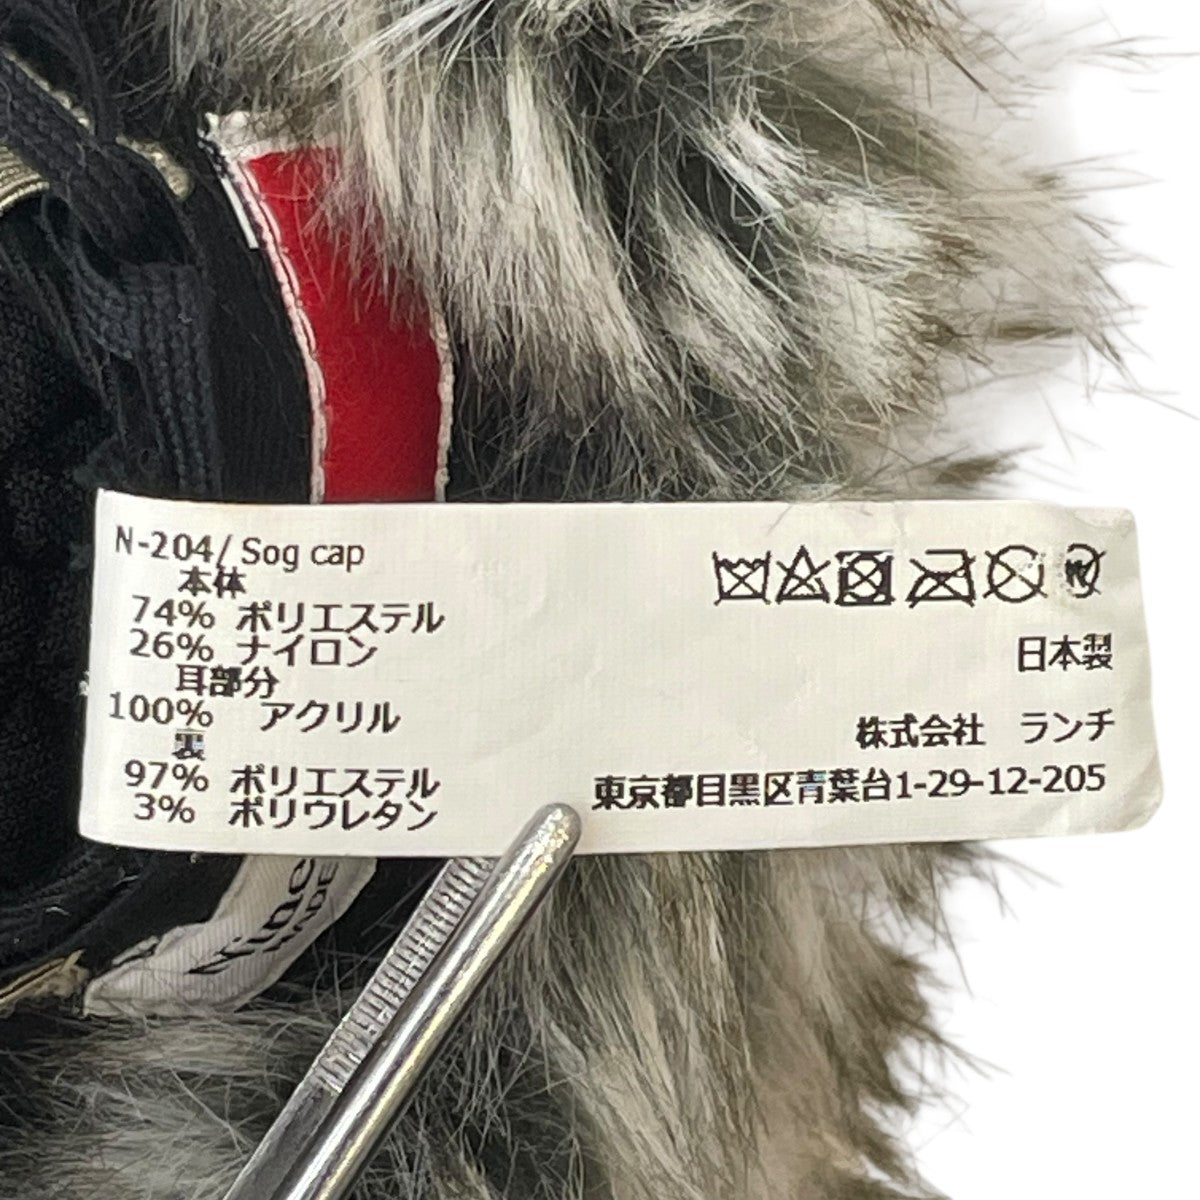 N-204/ Sog cap
本体
74% ポリエステル
26% ナイロン
耳部分
100% アクリル
裏
97% ポリエステル
3% ポリウレタン
日本製
株式会社 ランチ
東京都目黒区青葉台1-29-12-205